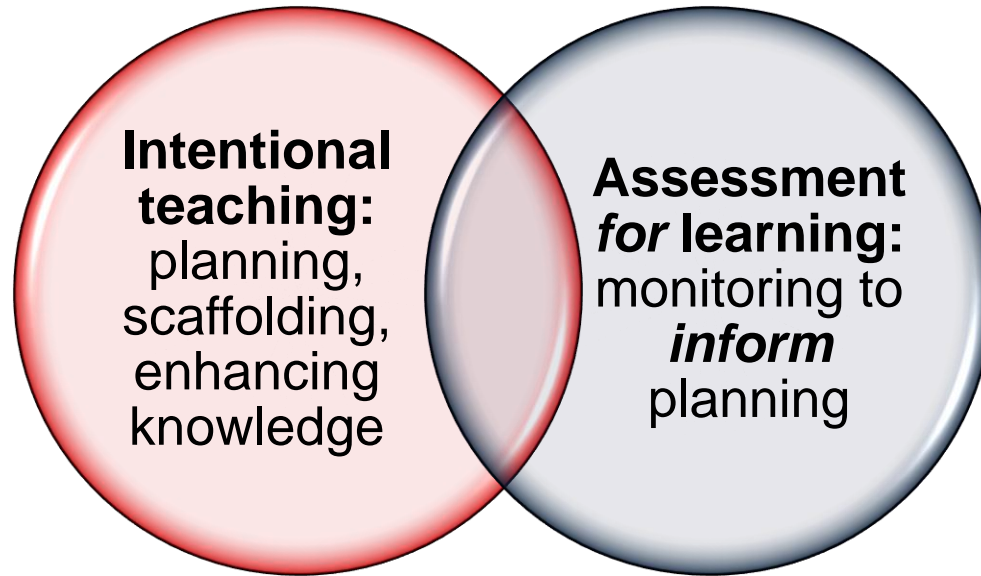 Intentional
teaching:
planning,
scaffolding,
enhancing
knowledge
Assessment
for learning:
monitoring to
inform
planning